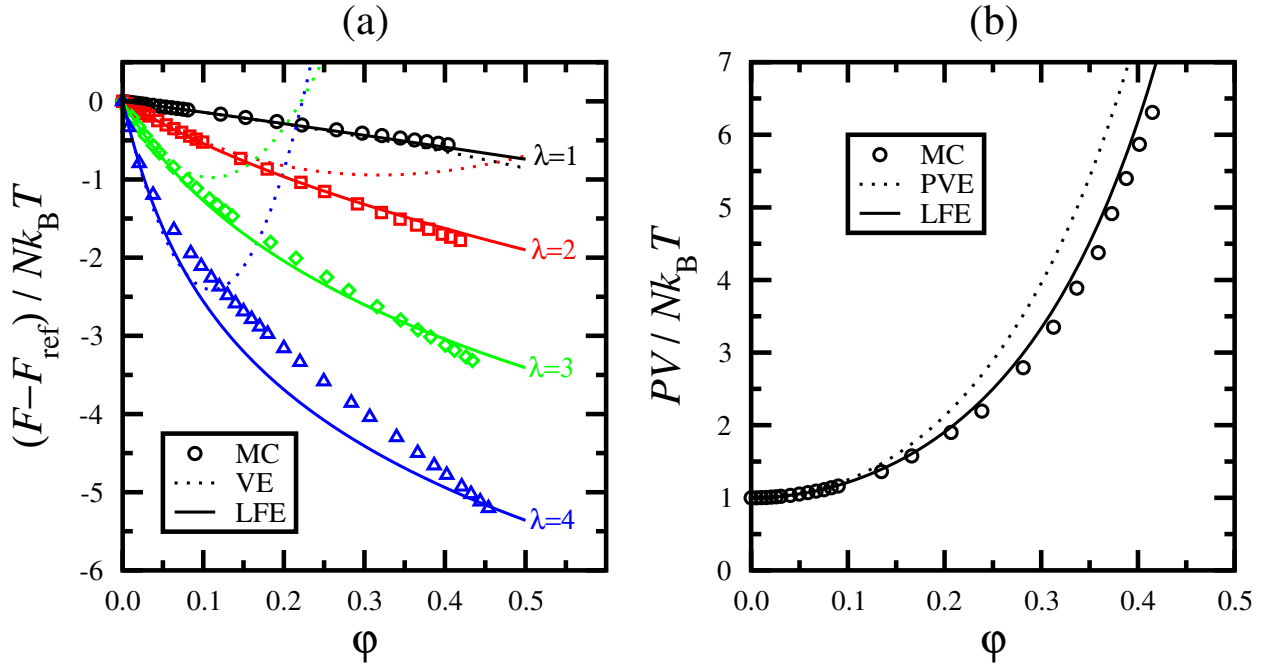 (a)
(F−F_ref) / Nk_BT
0
-1
-2
-3
-4
-5
-6
0.0 0.1 0.2 0.3 0.4 0.5
φ
λ=1
λ=2
λ=3
λ=4
MC
VE
LFE
(b)
PV / Nk_BT
7
6
5
4
3
2
1
0
0.0 0.1 0.2 0.3 0.4 0.5
φ
MC
PVE
LFE